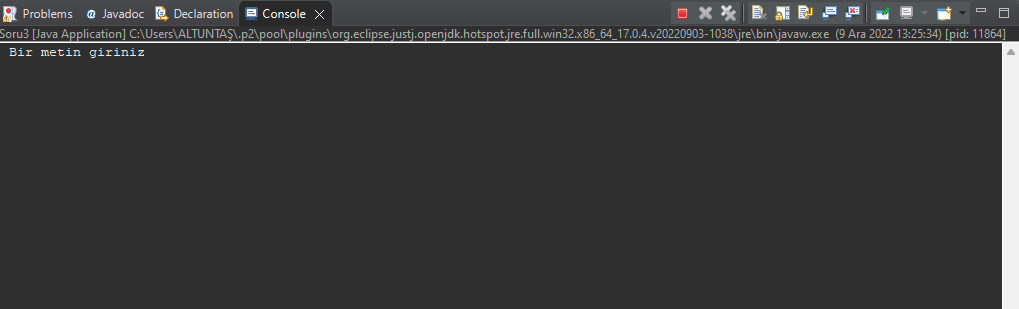 Problems Javadoc Declaration Console
Soru3 [Java Application] C:\Users\ALTUNTAŞ\.p2\pool\plugins\org.eclipse.justj.openjdk.hotspot.jre.full.win32.x86_64_17.0.4.v20220903-1038\jre\bin\javaw.exe (9 Ara 2022 13:25:34) [pid: 11864]
Bir metin giriniz